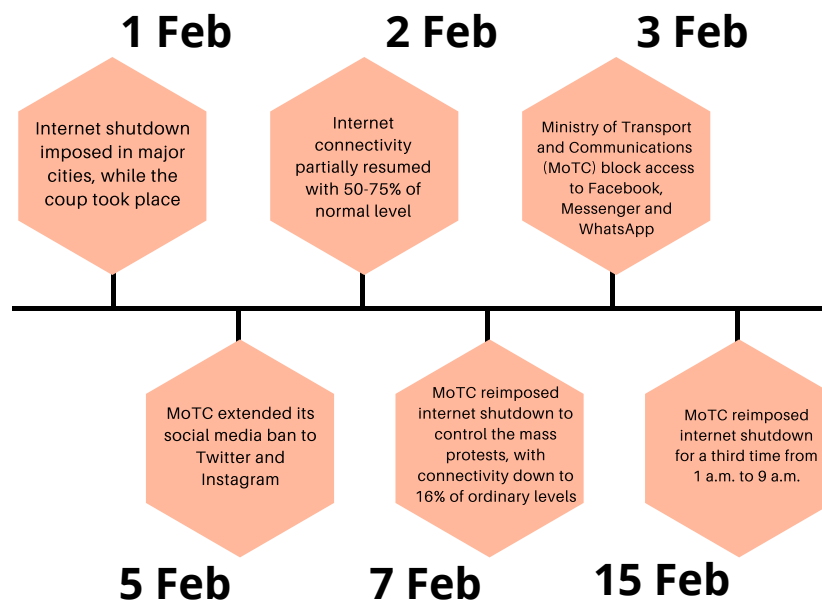 1 Feb
Internet shutdown
imposed in major
cities, while the
coup took place
2 Feb
Internet
connectivity
partially resumed
with 50-75% of
normal level
3 Feb
Ministry of Transport
and Communications
(MoTC) block access
to Facebook,
Messenger and
WhatsApp
MoTC extended its
social media ban to
Twitter and
Instagram
5 Feb
MoTC reimposed
internet shutdown to
control the mass
protests, with
connectivity down to
16% of ordinary levels
7 Feb
MoTC reimposed
internet shutdown
for a third time from
1 a.m. to 9 a.m.
15 Feb